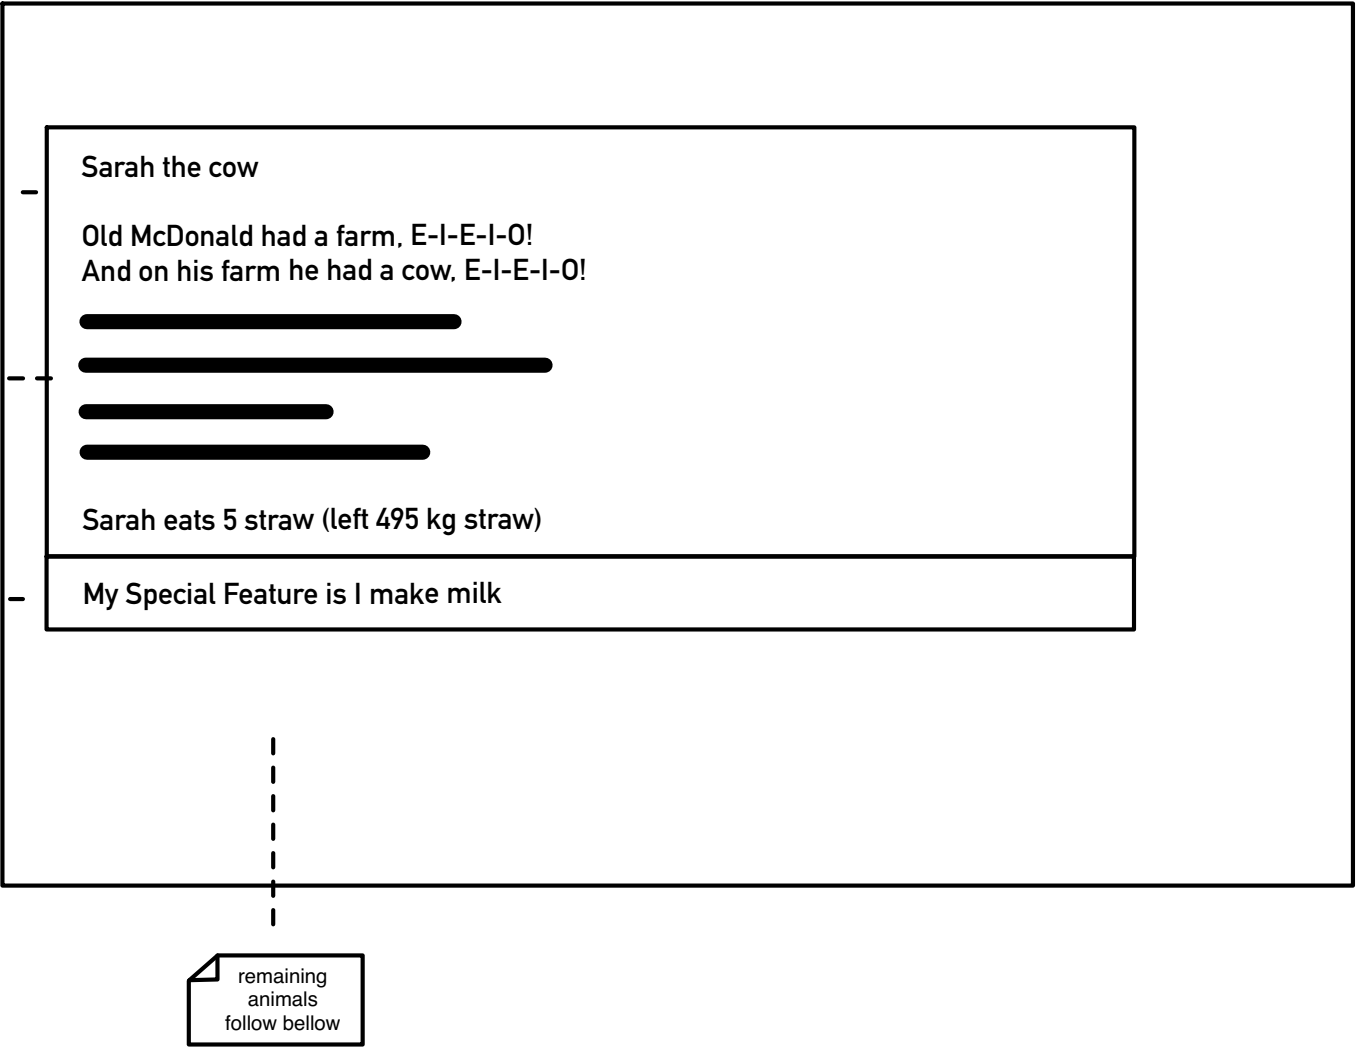 Sarah the cow
Old McDonald had a farm, E-I-E-I-O!
And on his farm he had a cow, E-I-E-I-O!
Sarah eats 5 straw (left 495 kg straw)
My Special Feature is I make milk
remaining
animals
follow bellow